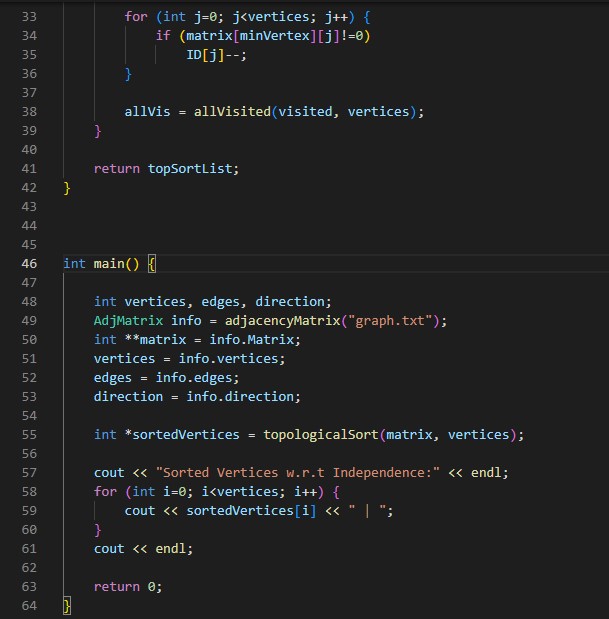 33 for (int j=0; j<vertices; j++) {
34 if (matrix[minVertex][j]!=0)
35 ID[j]--;
36 }
37
38 allVis = allVisited(visited, vertices);
39 }
40
41 return topSortList;
42 }
43
44
45
46 int main() {
47
48 int vertices, edges, direction;
49 AdjMatrix info = adjacencyMatrix("graph.txt");
50 int **matrix = info.Matrix;
51 vertices = info.vertices;
52 edges = info.edges;
53 direction = info.direction;
54
55 int *sortedVertices = topologicalSort(matrix, vertices);
56
57 cout << "Sorted Vertices w.r.t Independence:" << endl;
58 for (int i=0; i<vertices; i++) {
59 cout << sortedVertices[i] << " | ";
60 }
61 cout << endl;
62
63 return 0;
64 }